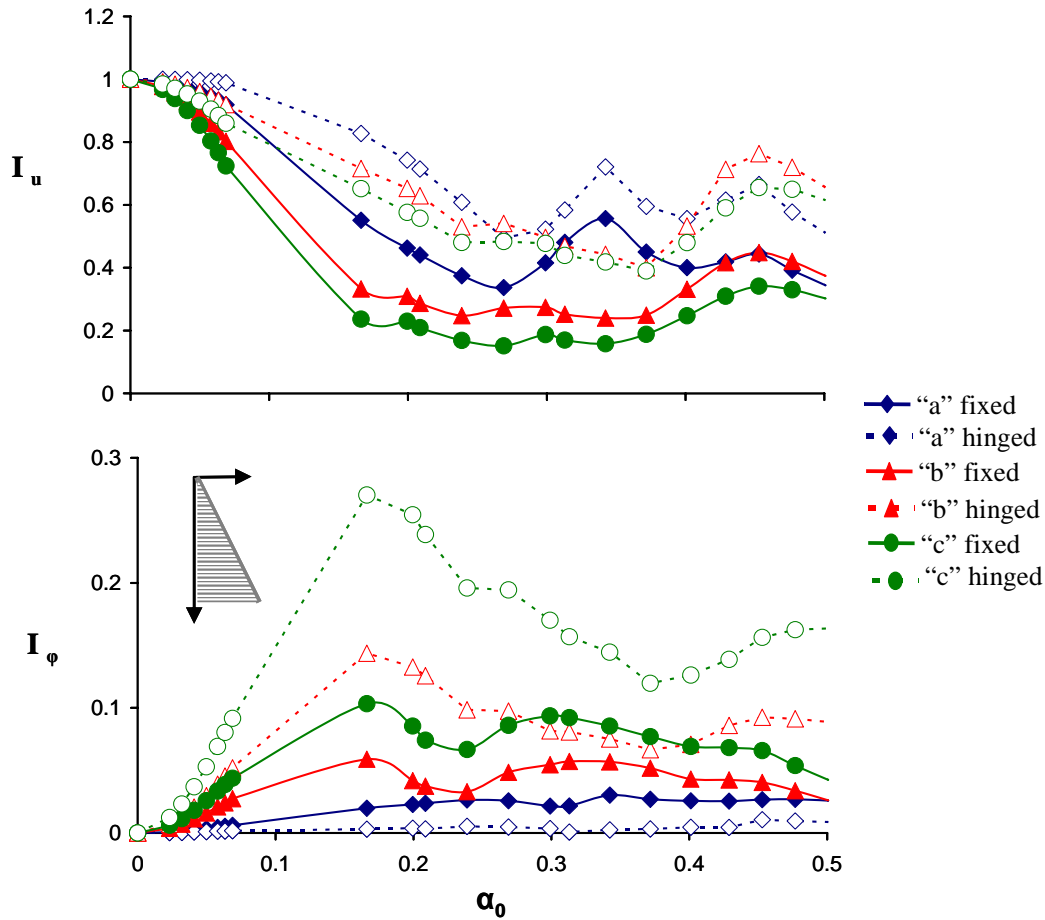 1.2
1
0.8
I u
0.6
0.4
0.2
0
“a” fixed
“a” hinged
“b” fixed
“b” hinged
“c” fixed
“c” hinged
0.3
0.2
I φ
0.1
0
0 0.1 0.2 0.3 0.4 0.5
α0